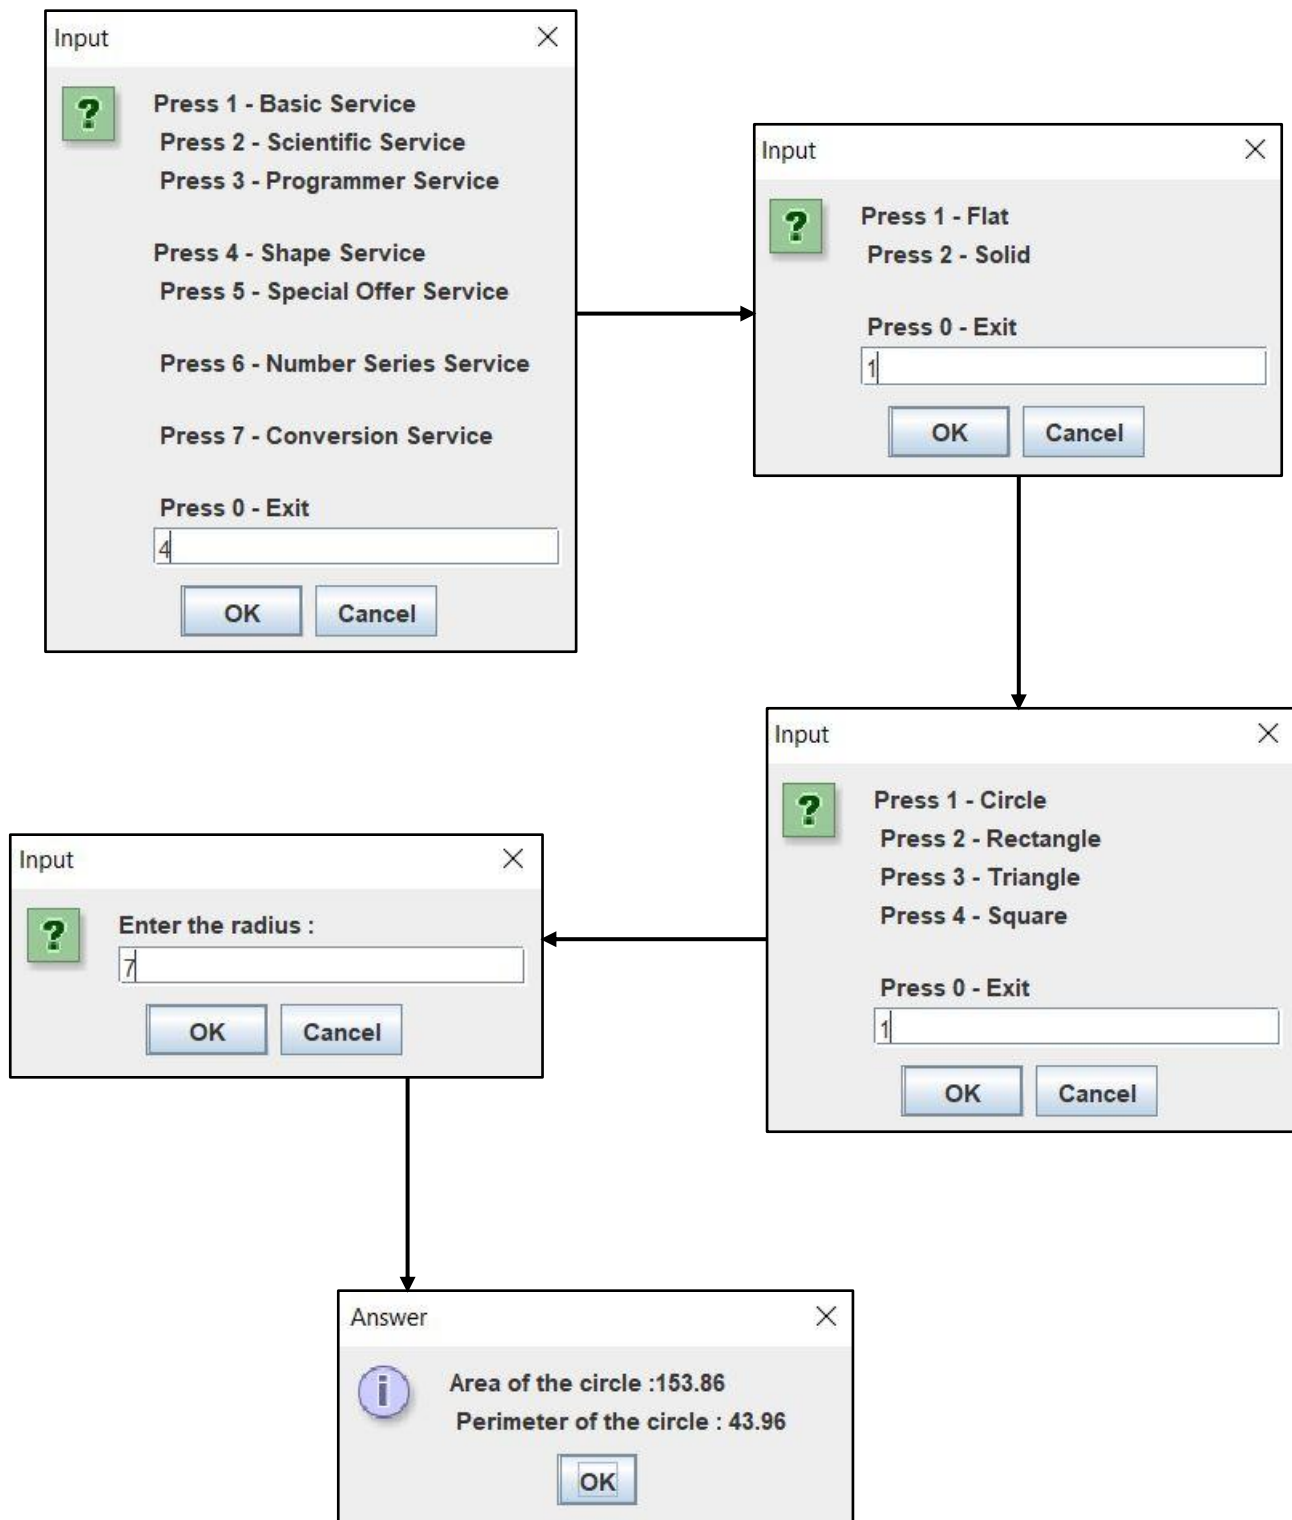 Input
Press 1 - Basic Service
Press 2 - Scientific Service
Press 3 - Programmer Service
Press 4 - Shape Service
Press 5 - Special Offer Service
Press 6 - Number Series Service
Press 7 - Conversion Service
Press 0 - Exit
4
OK Cancel
Input
Press 1 - Flat
Press 2 - Solid
Press 0 - Exit
1
OK Cancel
Input
Press 1 - Circle
Press 2 - Rectangle
Press 3 - Triangle
Press 4 - Square
Press 0 - Exit
1
OK Cancel
Input
Enter the radius :
7
OK Cancel
Answer
Area of the circle :153.86
Perimeter of the circle : 43.96
OK